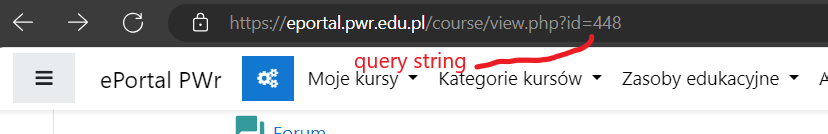 https://eportal.pwr.edu.pl/course/view.php?id=448
query string
ePortal PWr Moje kursy Kategorie kursów Zasoby edukacyjne A
Forum